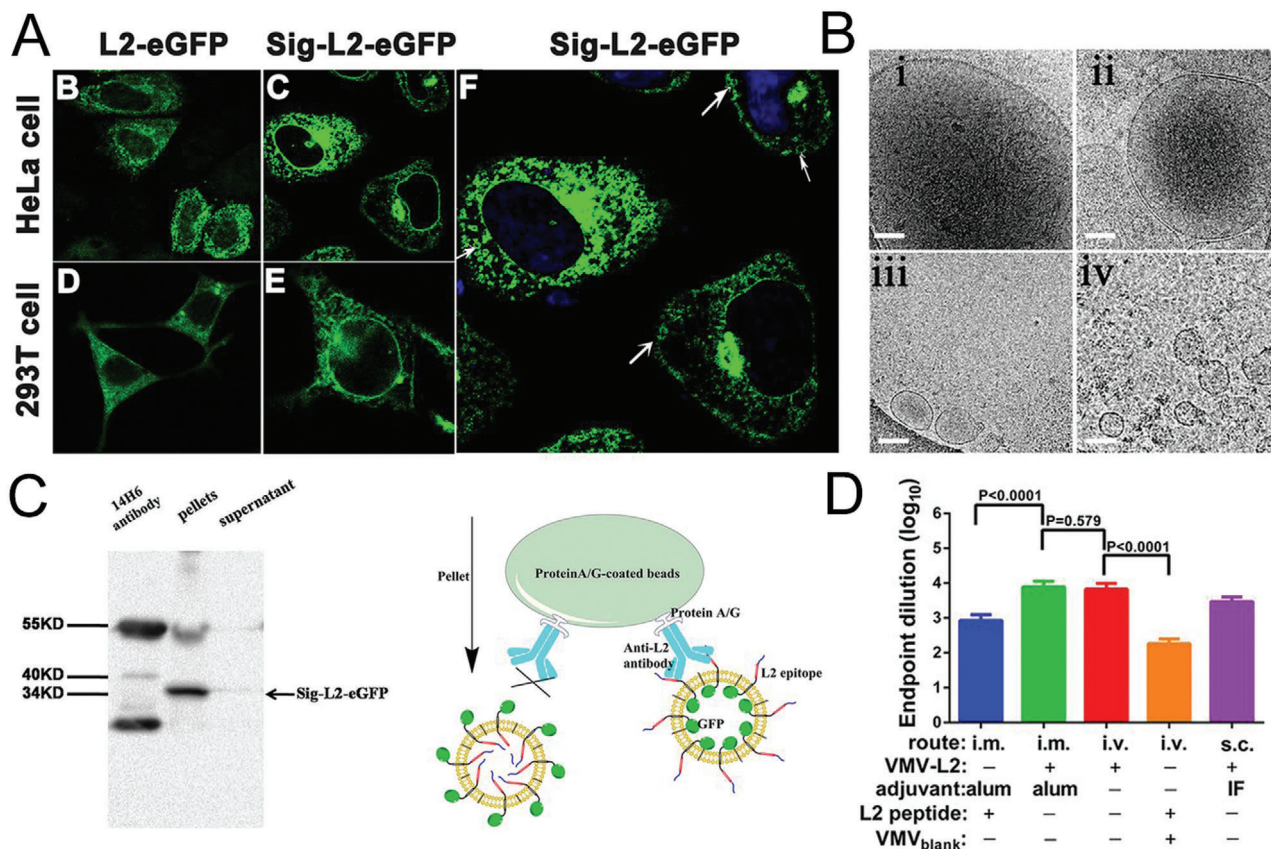 A
L2-eGFP Sig-L2-eGFP Sig-L2-eGFP
HeLa cell
293T cell
B
C
F
D
E
B
i
ii
iii
iv
C
14H6
antibody
pellets
supernatant
55KD
40KD
34KD
Sig-L2-eGFP
Pellet
ProteinA/G-coated beads
Protein A/G
Anti-L2
antibody
L2 epitope
GFP
D
Endpoint dilution (log10)
6
5
4
3
2
1
0
P<0.0001
P=0.579
P<0.0001
route: i.m. i.m. i.v. i.v. s.c.
VMV-L2: – + + – +
adjuvant: alum alum – – IF
L2 peptide: + – – + –
VMVblank: – – – + –